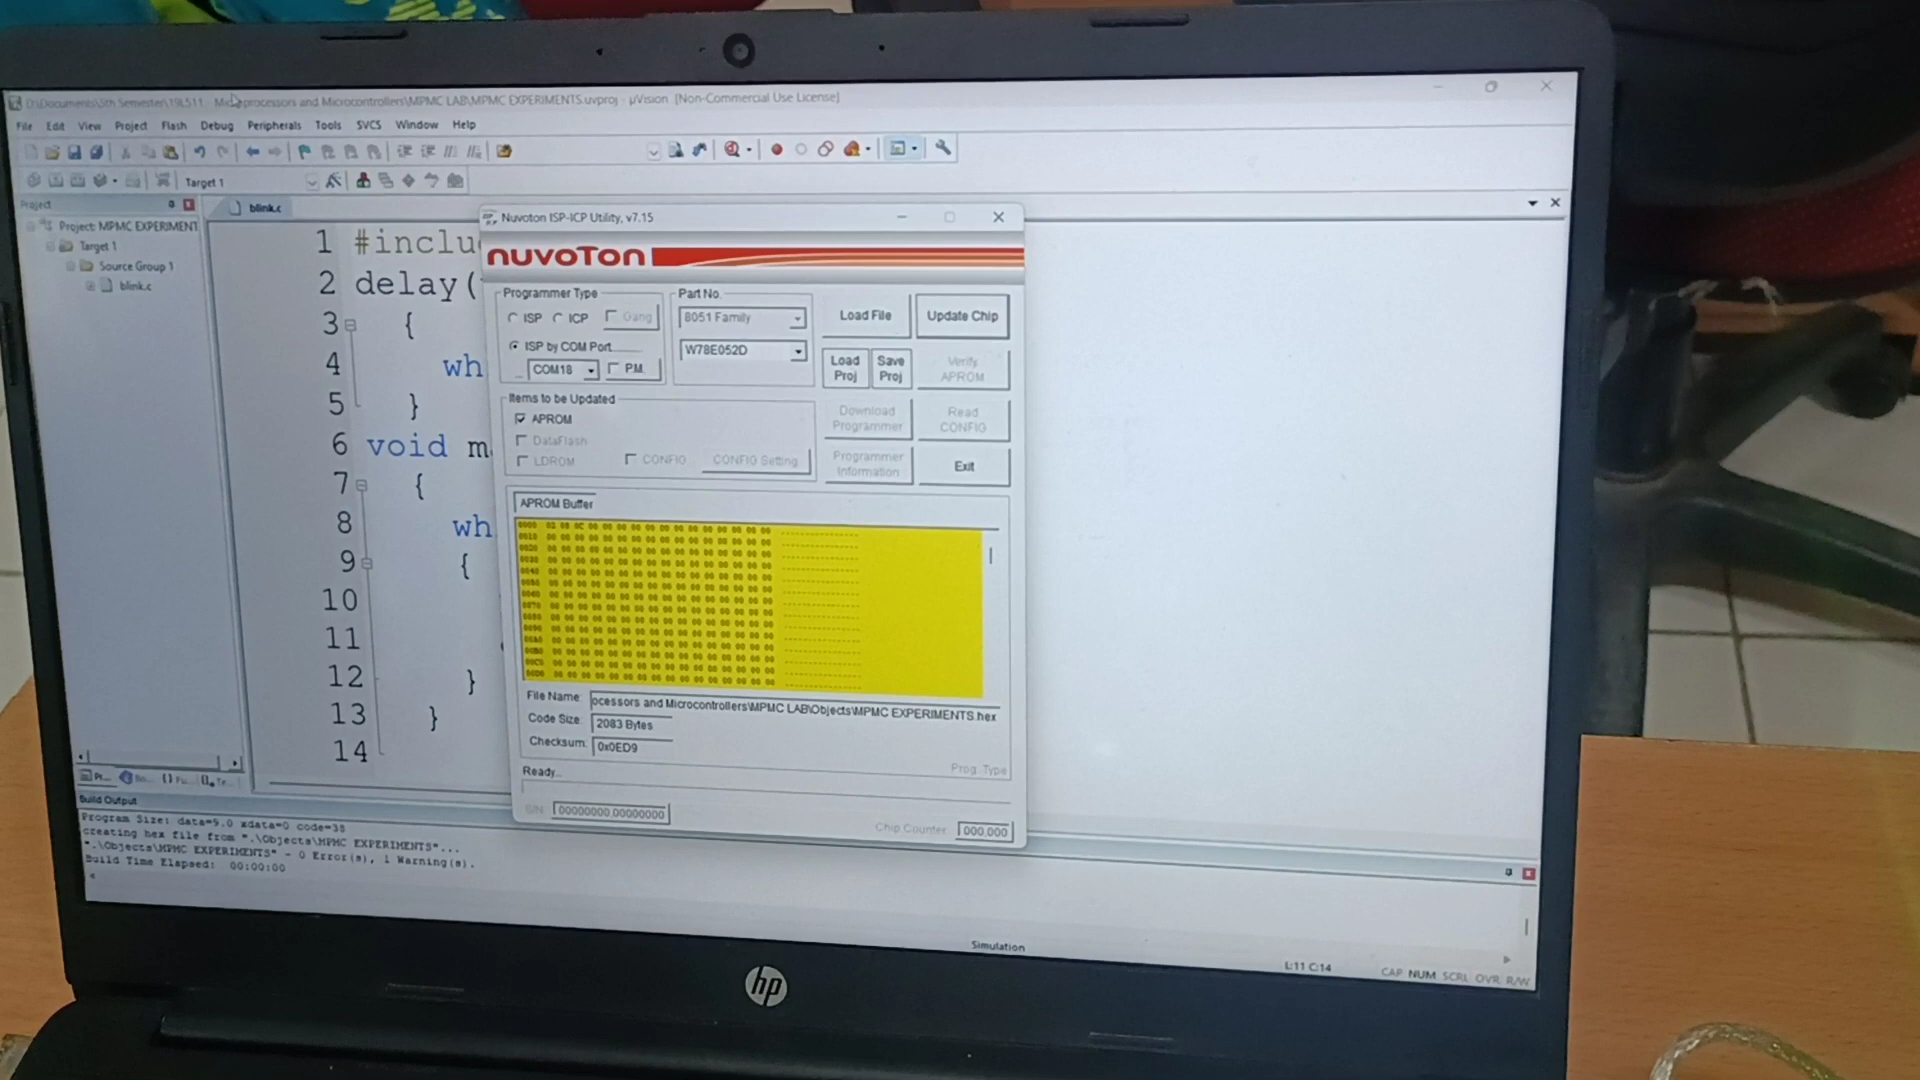 D:\Documents\5th Semester\19L511 - Microprocessors and Microcontrollers\MPMC LAB\MPMC EXPERIMENTS.uvproj - µVision [Non-Commercial Use License]
File Edit View Project Flash Debug Peripherals Tools SVCS Window Help
Target 1
Project
Project: MPMC EXPERIMENT
Target 1
Source Group 1
blink.c
blink.c
1 #inclu
2 delay(
3 {
4 wh
5 }
6 void m
7 {
8 wh
9 {
10
11
12 }
13 }
14
Nuvoton ISP-ICP Utility, v7.15
nuvoTon
Programmer Type
ISP ICP Gang
ISP by COM Port
COM18 P.M.
Part No.
8051 Family
W78E052D
Load File Update Chip
Load Proj Save Proj Verify APROM
Download Programmer Read CONFIG
Programmer Information Exit
Items to be Updated
APROM
DataFlash
LDROM CONFIG CONFIG Setting
APROM Buffer
File Name: ocessors and Microcontrollers\MPMC LAB\Objects\MPMC EXPERIMENTS.hex
Code Size: 2083 Bytes
Checksum: 0x0ED9
Prog. Type
Ready...
S/N: 00000000,00000000
Chip Counter 000,000
Build Output
Program Size: data=9.0 xdata=0 code=38
creating hex file from ".\Objects\MPMC EXPERIMENTS"...
".\Objects\MPMC EXPERIMENTS" - 0 Error(s), 1 Warning(s).
Build Time Elapsed: 00:00:00
Simulation
L:11 C:14
CAP NUM SCRL OVR R/W
hp